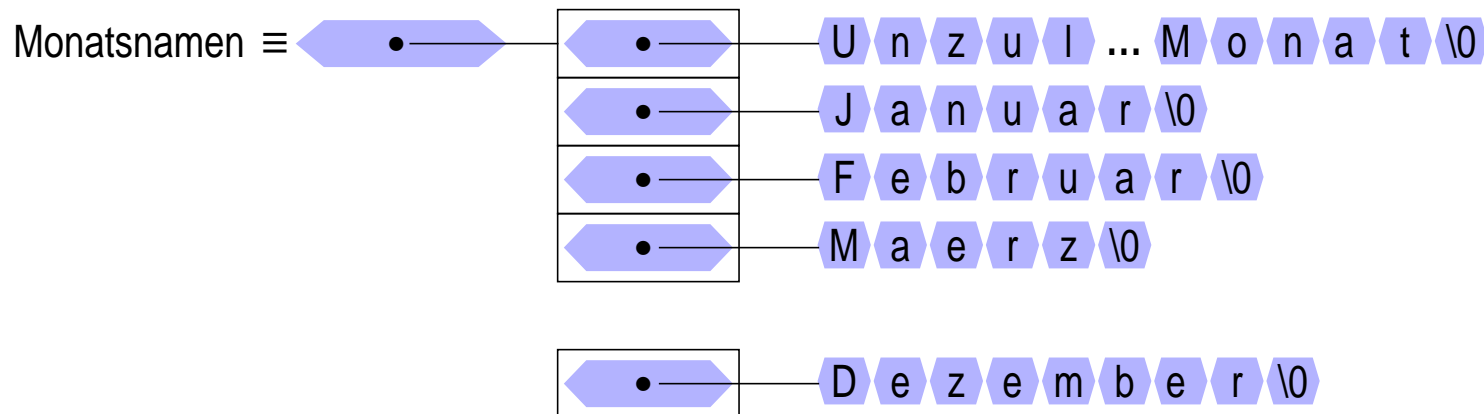 Monatsnamen ≡ U n z u l ... M o n a t \0
J a n u a r \0
F e b r u a r \0
M a e r z \0
D e z e m b e r \0